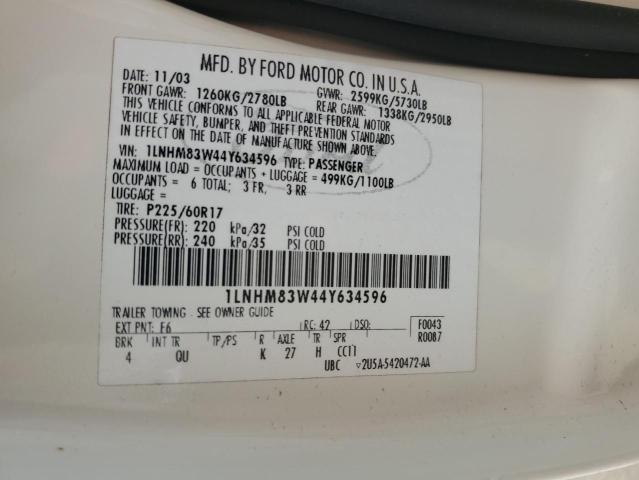 MFD. BY FORD MOTOR CO. IN U.S.A.
DATE: 11/03 GVWR: 2599KG/5730LB
FRONT GAWR: 1260KG/2780LB REAR GAWR: 1338KG/2950LB
THIS VEHICLE CONFORMS TO ALL APPLICABLE FEDERAL MOTOR
VEHICLE SAFETY, BUMPER, AND THEFT PREVENTION STANDARDS
IN EFFECT ON THE DATE OF MANUFACTURE SHOWN ABOVE.
VIN: 1LNHM83W44Y634596 TYPE: PASSENGER
MAXIMUM LOAD = OCCUPANTS + LUGGAGE = 499KG/1100LB
OCCUPANTS = 6 TOTAL; 3 FR, 3 RR
LUGGAGE =
TIRE: P225/60R17
PRESSURE(FR): 220 kPa/32 PSI COLD
PRESSURE(RR): 240 kPa/35 PSI COLD
1LNHM83W44Y634596
TRAILER TOWING - SEE OWNER GUIDE
EXT PNT: F6 RC: 42 DSO: F0043
R0087
BRK INT TR TP/PS R AXLE TR SPR
4 QU K 27 H CC11
UBC ▽2U5A-5420472-AA